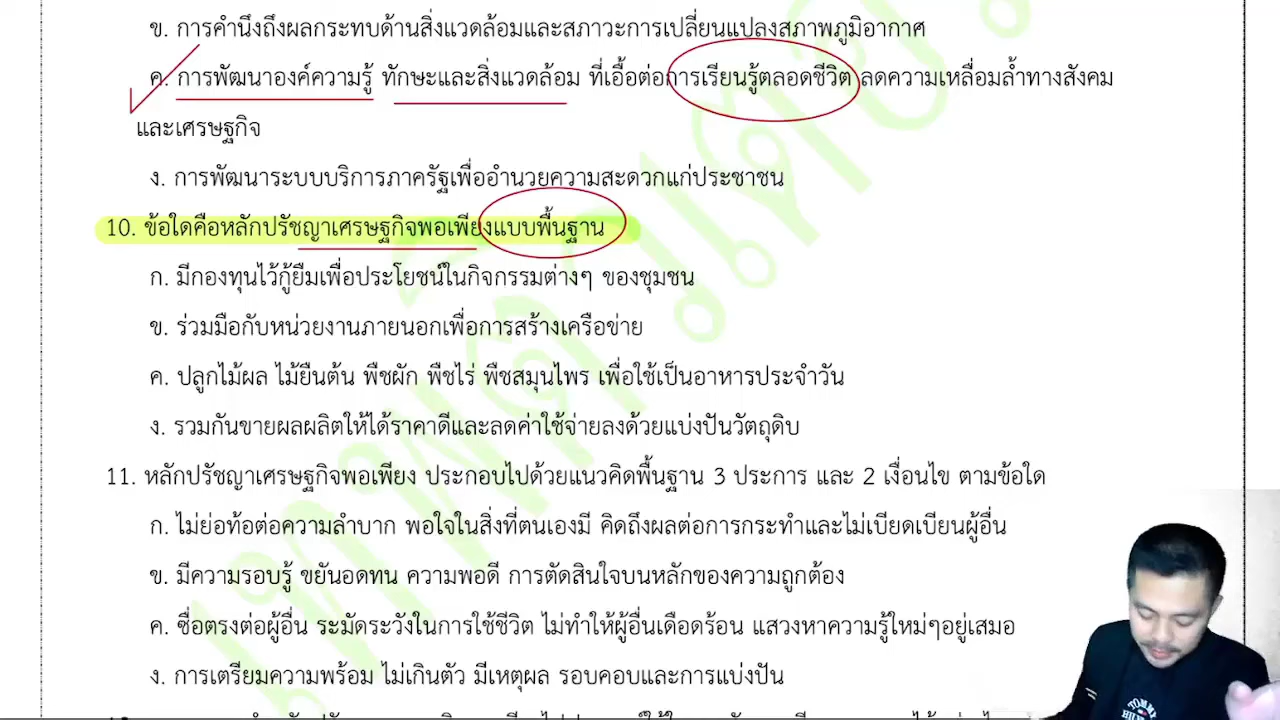 ข. การคำนึงถึงผลกระทบด้านสิ่งแวดล้อมและสภาวะการเปลี่ยนแปลงสภาพภูมิอากาศ
ค. การพัฒนาองค์ความรู้ ทักษะและสิ่งแวดล้อม ที่เอื้อต่อการเรียนรู้ตลอดชีวิต ลดความเหลื่อมล้ำทางสังคม
และเศรษฐกิจ
ง. การพัฒนาระบบบริการภาครัฐเพื่ออำนวยความสะดวกแก่ประชาชน
10. ข้อใดคือหลักปรัชญาเศรษฐกิจพอเพียงแบบพื้นฐาน
ก. มีกองทุนไว้กู้ยืมเพื่อประโยชน์ในกิจกรรมต่างๆ ของชุมชน
ข. ร่วมมือกับหน่วยงานภายนอกเพื่อการสร้างเครือข่าย
ค. ปลูกไม้ผล ไม้ยืนต้น พืชผัก พืชไร่ พืชสมุนไพร เพื่อใช้เป็นอาหารประจำวัน
ง. รวมกันขายผลผลิตให้ได้ราคาดีและลดค่าใช้จ่ายลงด้วยแบ่งปันวัตถุดิบ
11. หลักปรัชญาเศรษฐกิจพอเพียง ประกอบไปด้วยแนวคิดพื้นฐาน 3 ประการ และ 2 เงื่อนไข ตามข้อใด
ก. ไม่ย่อท้อต่อความลำบาก พอใจในสิ่งที่ตนเองมี คิดถึงผลต่อการกระทำและไม่เบียดเบียนผู้อื่น
ข. มีความรอบรู้ ขยันอดทน ความพอดี การตัดสินใจบนหลักของความถูกต้อง
ค. ซื่อตรงต่อผู้อื่น ระมัดระวังในการใช้ชีวิต ไม่ทำให้ผู้อื่นเดือดร้อน แสวงหาความรู้ใหม่ๆอยู่เสมอ
ง. การเตรียมความพร้อม ไม่เกินตัว มีเหตุผล รอบคอบและการแบ่งปัน